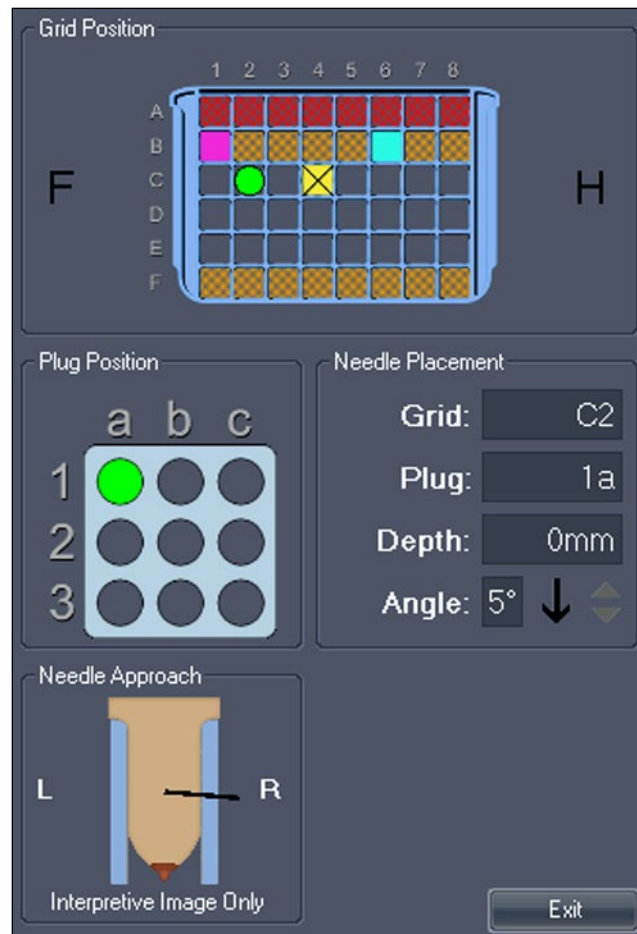 Grid Position
1 2 3 4 5 6 7 8
A
B
C
D
E
F
F H
Plug Position
a b c
1
2
3
Needle Placement
Grid: C2
Plug: 1a
Depth: 0mm
Angle: 5°
Needle Approach
L R
Interpretive Image Only
Exit